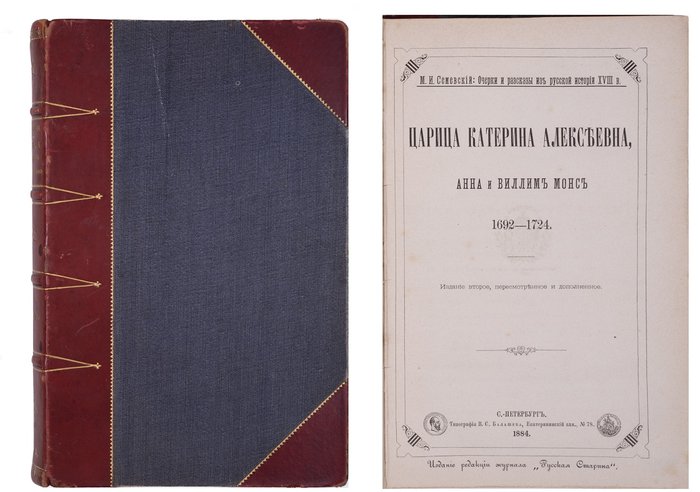 М. И. Семевскій: Очерки и разсказы изъ русской исторіи XVIII в.
ЦАРИЦА КАТЕРИНА АЛЕКСѢЕВНА,
АННА и ВИЛЛИМЪ МОНСЪ
1692—1724.
Изданіе второе, пересмотрѣнное и дополненное.
С.-ПЕТЕРБУРГЪ.
Типографія В. С. Балашева, Екатерининскій кан., № 78.
1884.
Изданіе редакціи журнала „Русская Старина".